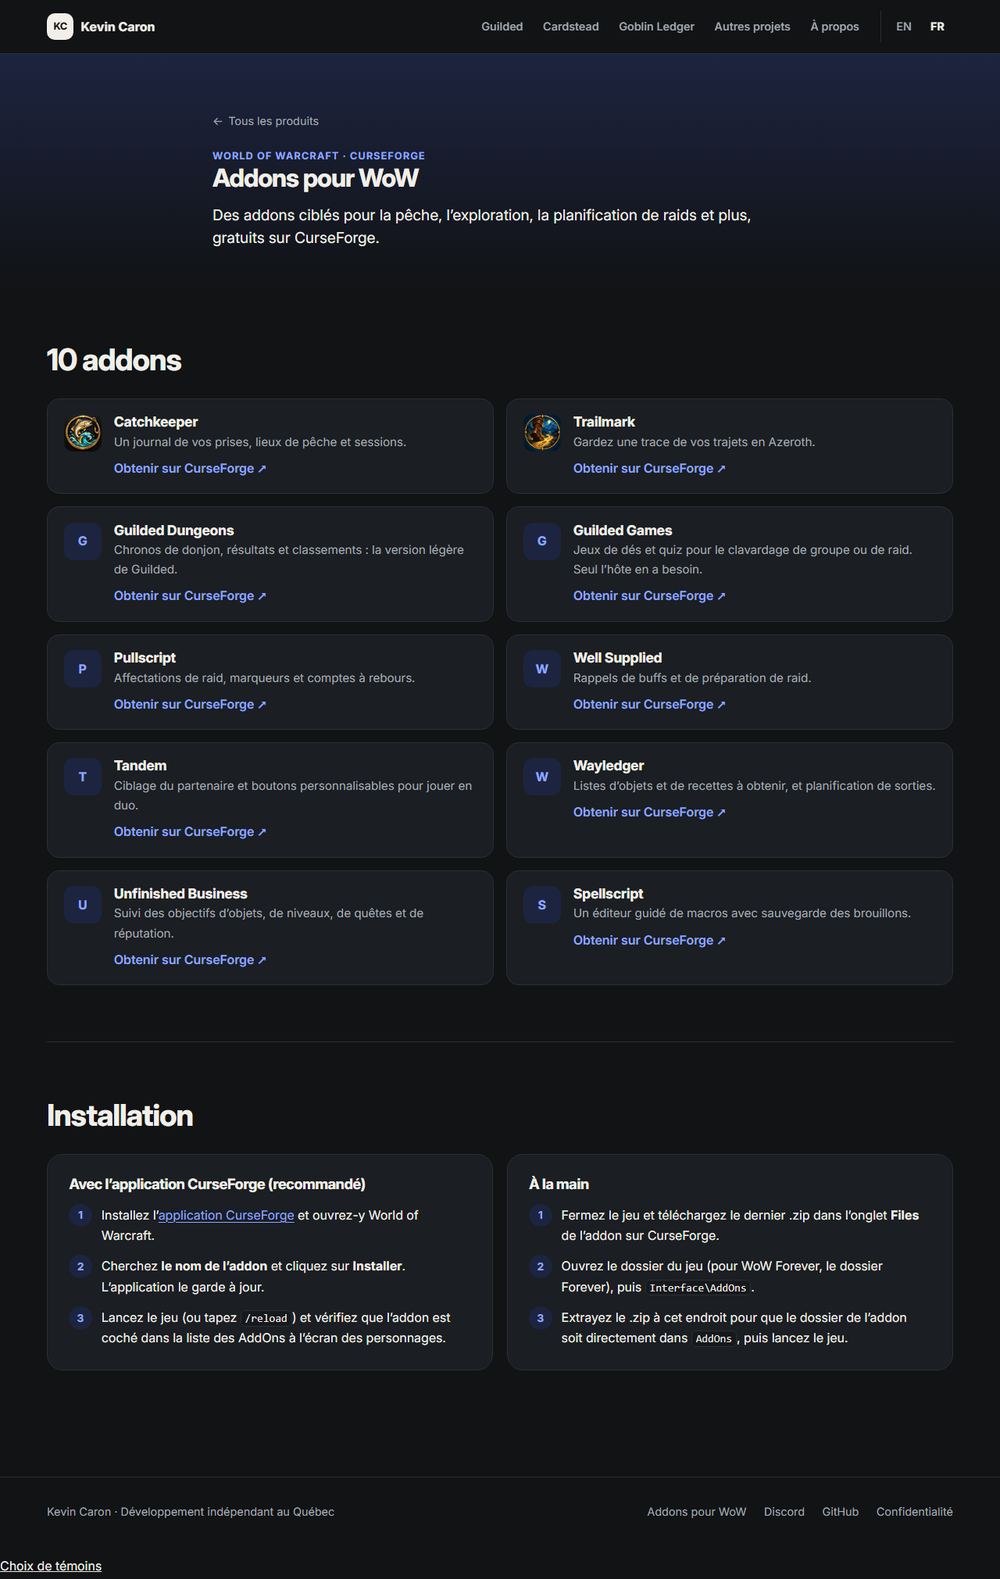 KC Kevin Caron
Guilded Cardstead Goblin Ledger Autres projets À propos EN FR
← Tous les produits
WORLD OF WARCRAFT · CURSEFORGE
Addons pour WoW
Des addons ciblés pour la pêche, l’exploration, la planification de raids et plus,
gratuits sur CurseForge.
10 addons
Catchkeeper
Un journal de vos prises, lieux de pêche et sessions.
Obtenir sur CurseForge ↗
Trailmark
Gardez une trace de vos trajets en Azeroth.
Obtenir sur CurseForge ↗
G
Guilded Dungeons
Chronos de donjon, résultats et classements : la version légère
de Guilded.
Obtenir sur CurseForge ↗
G
Guilded Games
Jeux de dés et quiz pour le clavardage de groupe ou de raid.
Seul l’hôte en a besoin.
Obtenir sur CurseForge ↗
P
Pullscript
Affectations de raid, marqueurs et comptes à rebours.
Obtenir sur CurseForge ↗
W
Well Supplied
Rappels de buffs et de préparation de raid.
Obtenir sur CurseForge ↗
T
Tandem
Ciblage du partenaire et boutons personnalisables pour jouer en
duo.
Obtenir sur CurseForge ↗
W
Wayledger
Listes d’objets et de recettes à obtenir, et planification de sorties.
Obtenir sur CurseForge ↗
U
Unfinished Business
Suivi des objectifs d’objets, de niveaux, de quêtes et de
réputation.
Obtenir sur CurseForge ↗
S
Spellscript
Un éditeur guidé de macros avec sauvegarde des brouillons.
Obtenir sur CurseForge ↗
Installation
Avec l’application CurseForge (recommandé)
1 Installez l’application CurseForge et ouvrez-y World of
Warcraft.
2 Cherchez le nom de l’addon et cliquez sur Installer.
L’application le garde à jour.
3 Lancez le jeu (ou tapez /reload ) et vérifiez que l’addon est
coché dans la liste des AddOns à l’écran des personnages.
À la main
1 Fermez le jeu et téléchargez le dernier .zip dans l’onglet Files
de l’addon sur CurseForge.
2 Ouvrez le dossier du jeu (pour WoW Forever, le dossier
Forever), puis Interface\AddOns .
3 Extrayez le .zip à cet endroit pour que le dossier de l’addon
soit directement dans AddOns , puis lancez le jeu.
Kevin Caron · Développement indépendant au Québec
Addons pour WoW Discord GitHub Confidentialité
Choix de témoins